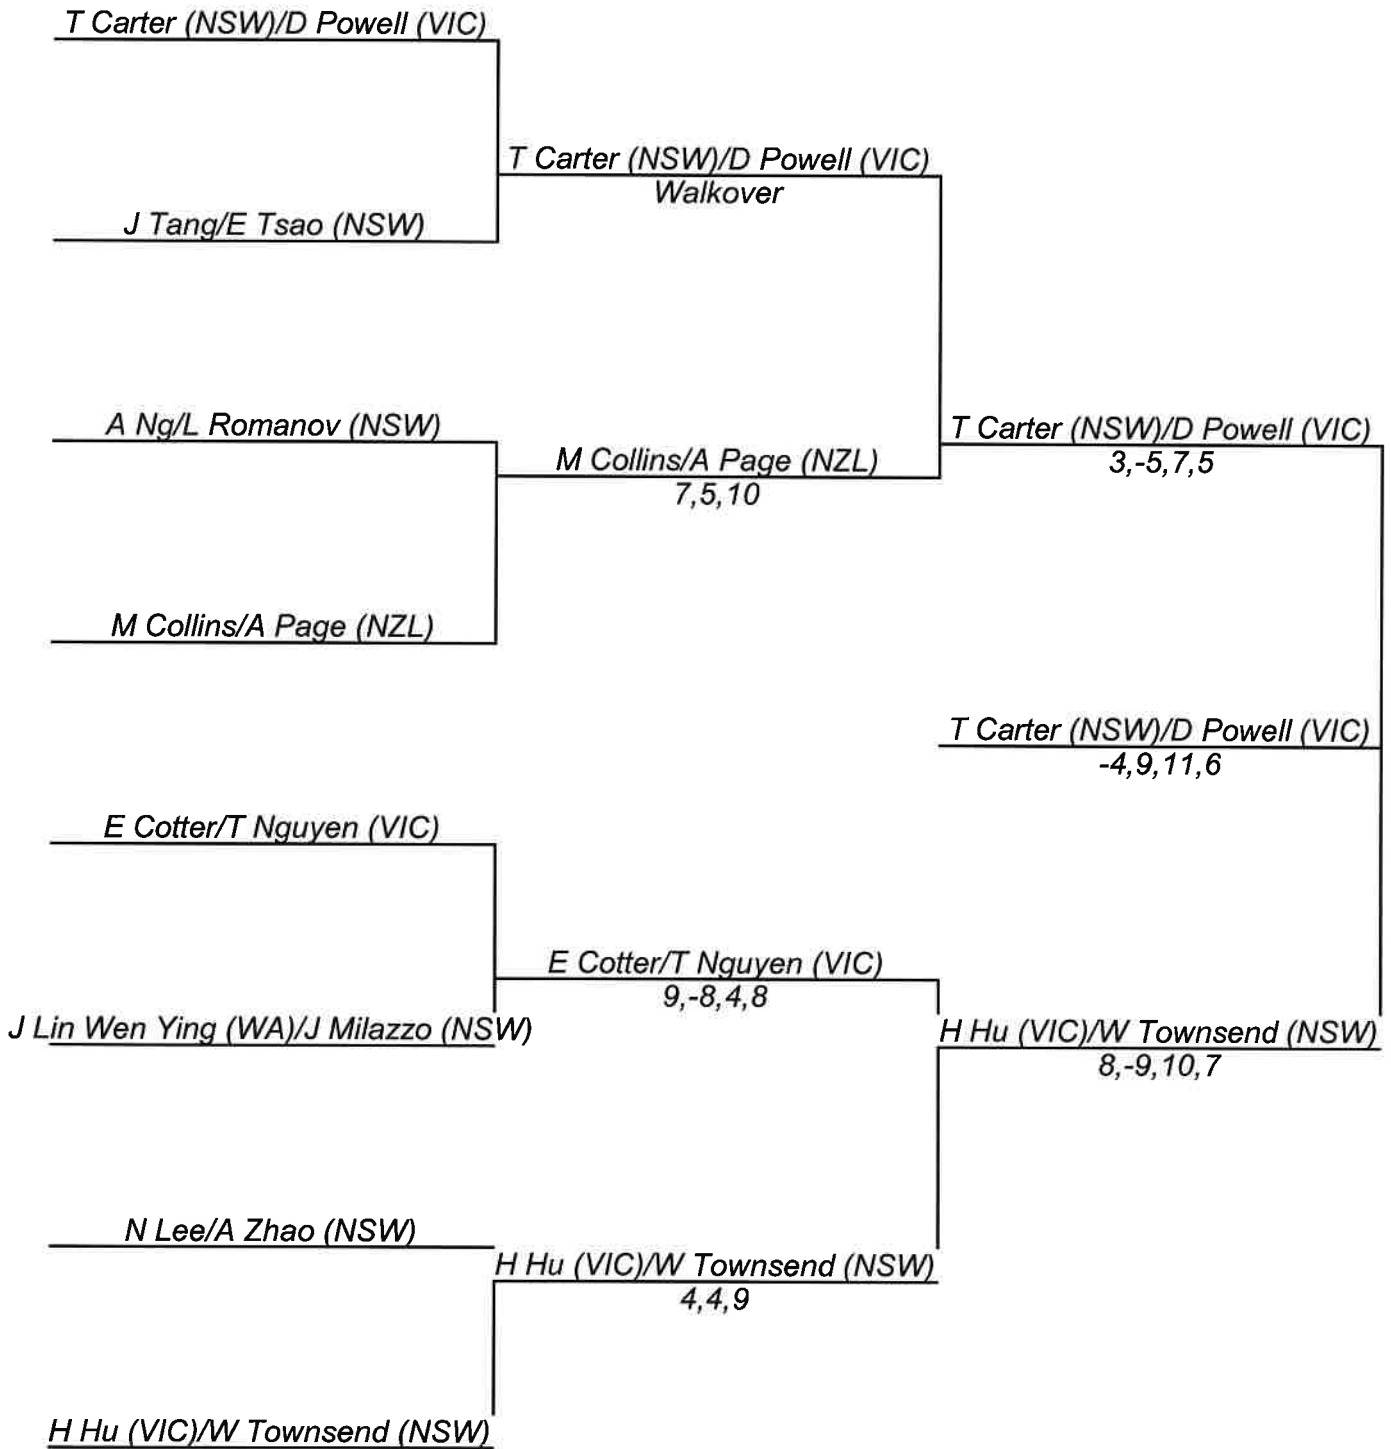 T Carter (NSW)/D Powell (VIC)
T Carter (NSW)/D Powell (VIC)
Walkover
J Tang/E Tsao (NSW)
A Ng/L Romanov (NSW)
T Carter (NSW)/D Powell (VIC)
3,-5,7,5
M Collins/A Page (NZL)
7,5,10
M Collins/A Page (NZL)
T Carter (NSW)/D Powell (VIC)
-4,9,11,6
E Cotter/T Nguyen (VIC)
E Cotter/T Nguyen (VIC)
9,-8,4,8
J Lin Wen Ying (WA)/J Milazzo (NSW)
H Hu (VIC)/W Townsend (NSW)
8,-9,10,7
N Lee/A Zhao (NSW)
H Hu (VIC)/W Townsend (NSW)
4,4,9
H Hu (VIC)/W Townsend (NSW)